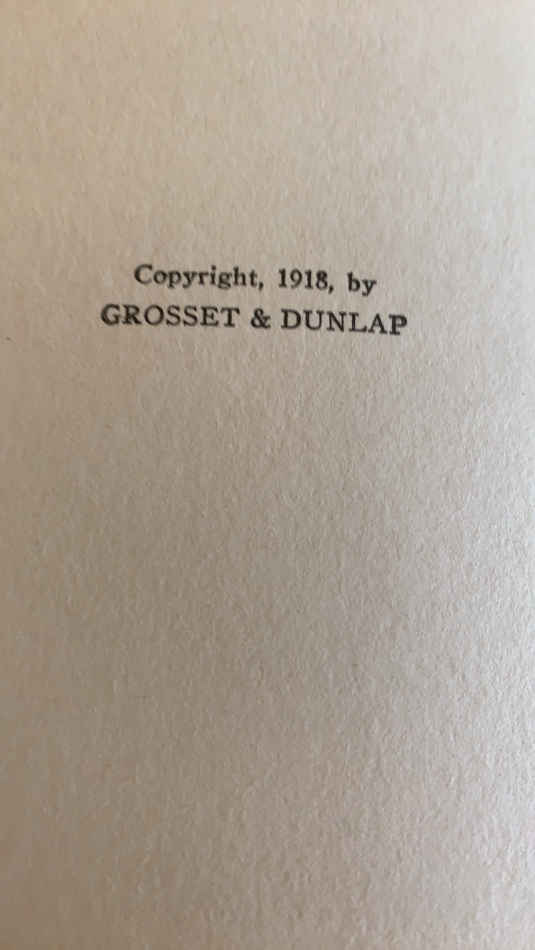 Copyright, 1918, by
GROSSET & DUNLAP